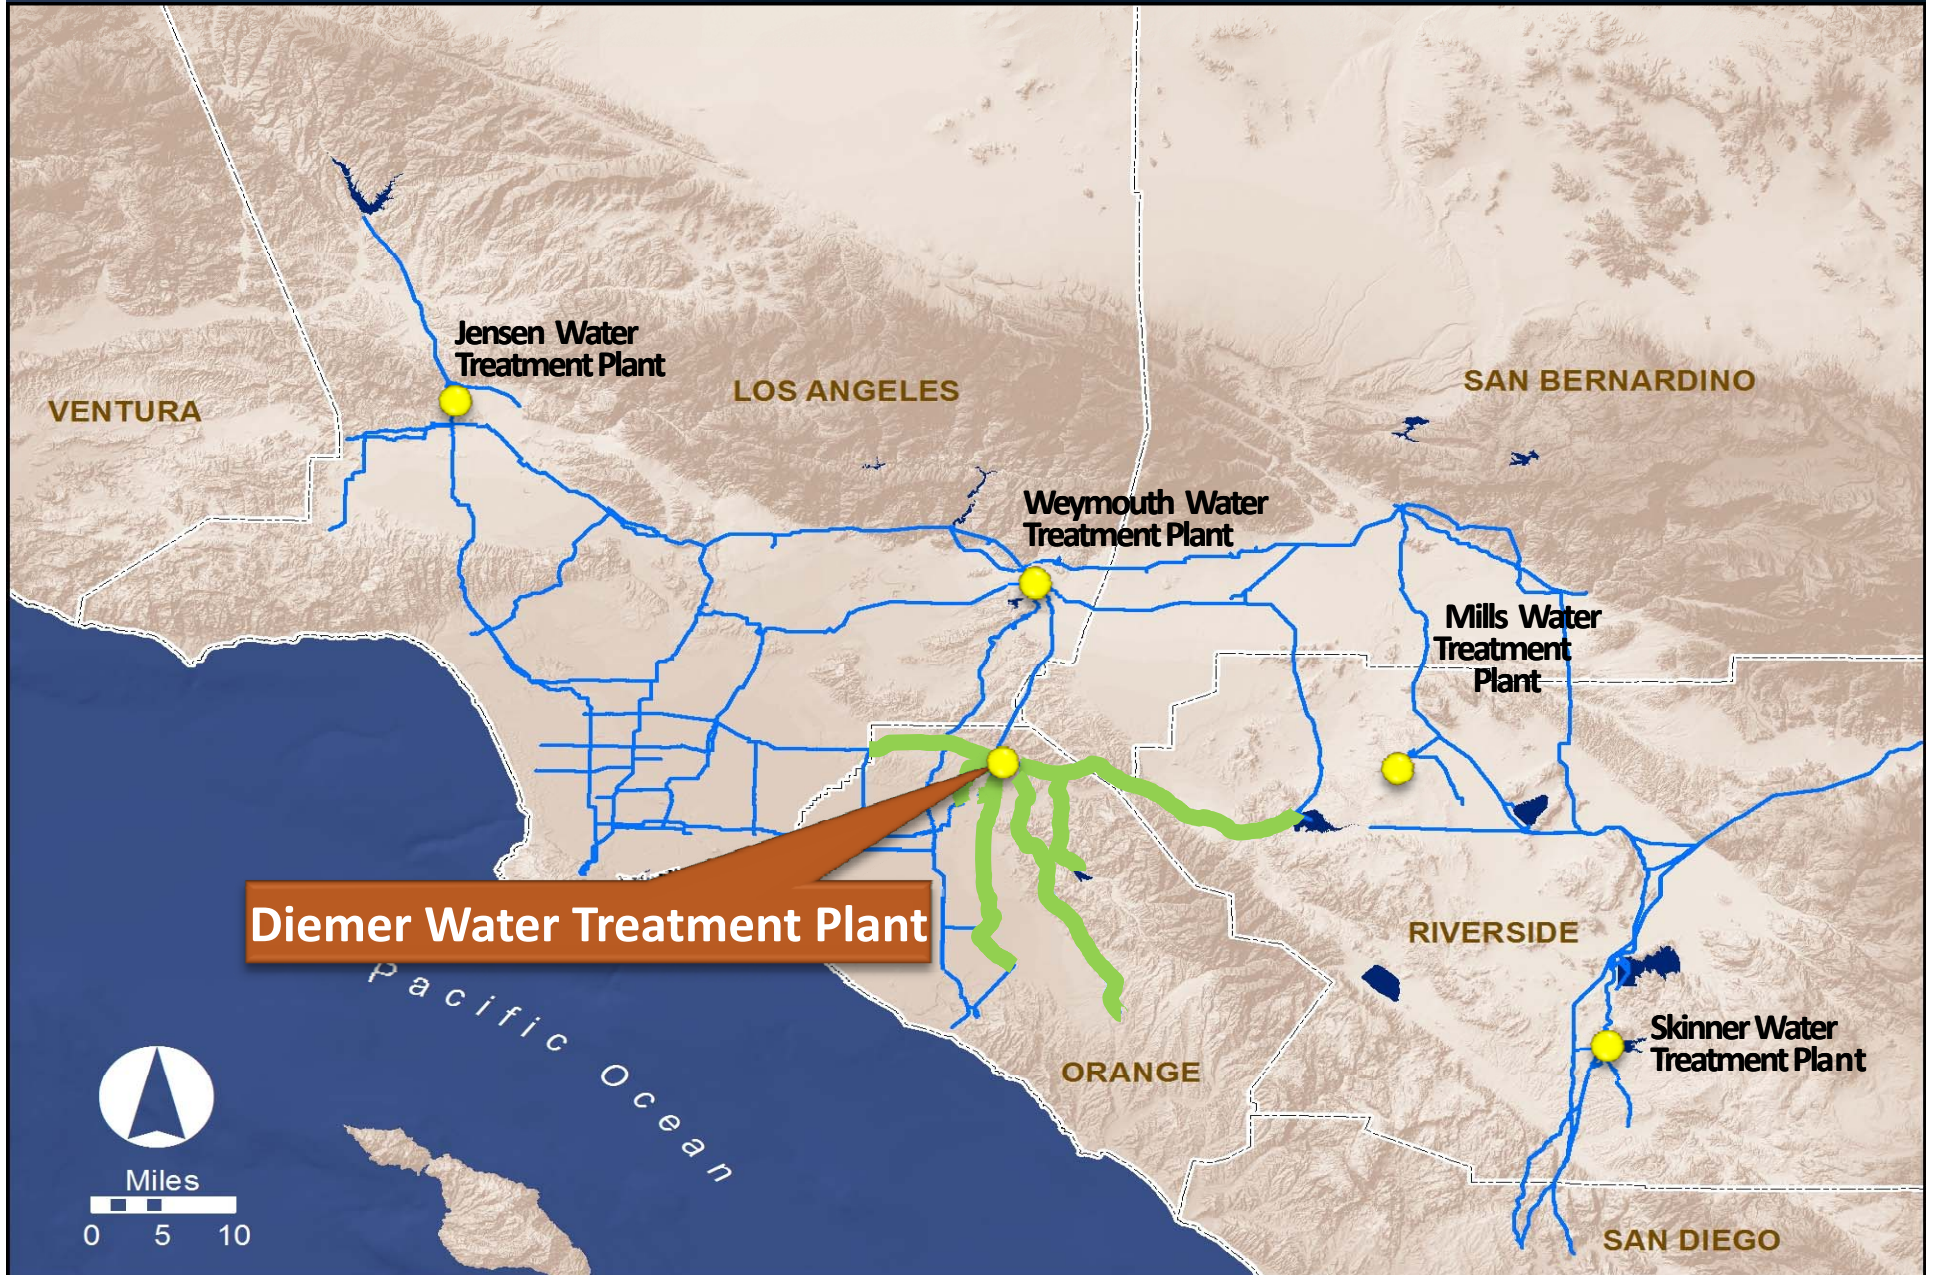 Jensen Water
Treatment Plant
VENTURA
LOS ANGELES
SAN BERNARDINO
Weymouth Water
Treatment Plant
Mills Water
Treatment
Plant
Diemer Water Treatment Plant
RIVERSIDE
Pacific Ocean
Skinner Water
Treatment Plant
ORANGE
Miles
0 5 10
SAN DIEGO